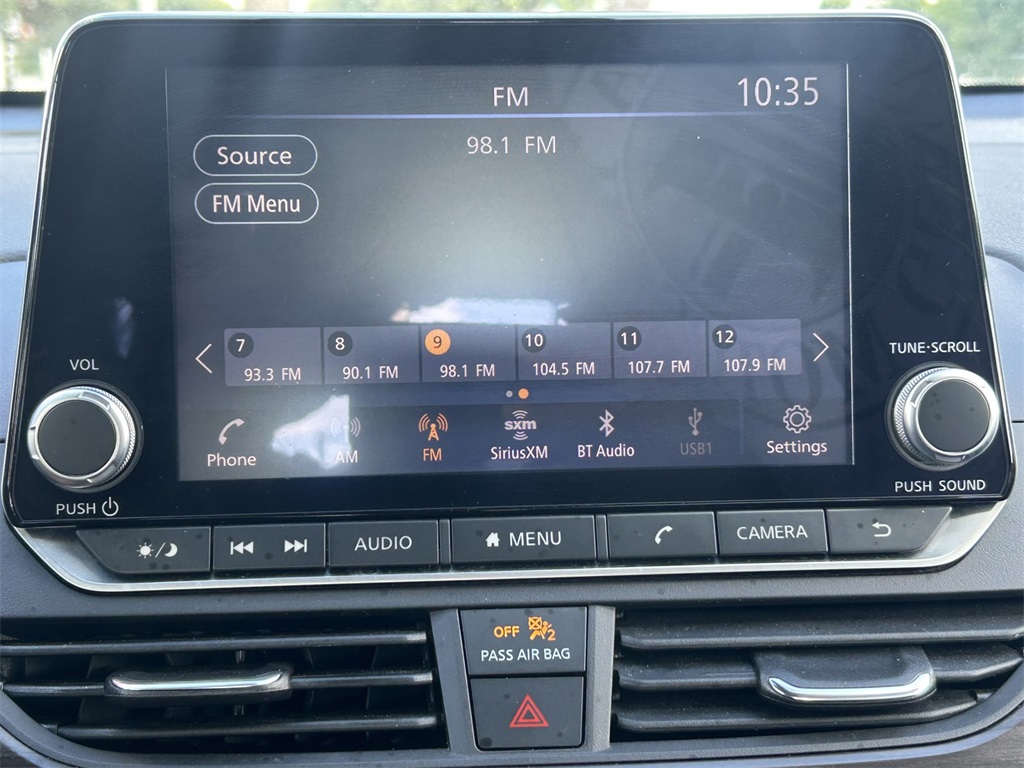 FM
10:35
98.1 FM
Source
FM Menu
7
8
9
10
11
12
93.3 FM
90.1 FM
98.1 FM
104.5 FM
107.7 FM
107.9 FM
VOL
TUNE·SCROLL
Phone
AM
FM
sxm
SiriusXM
BT Audio
USB1
Settings
PUSH
PUSH SOUND
AUDIO
MENU
CAMERA
OFF
2
PASS AIR BAG